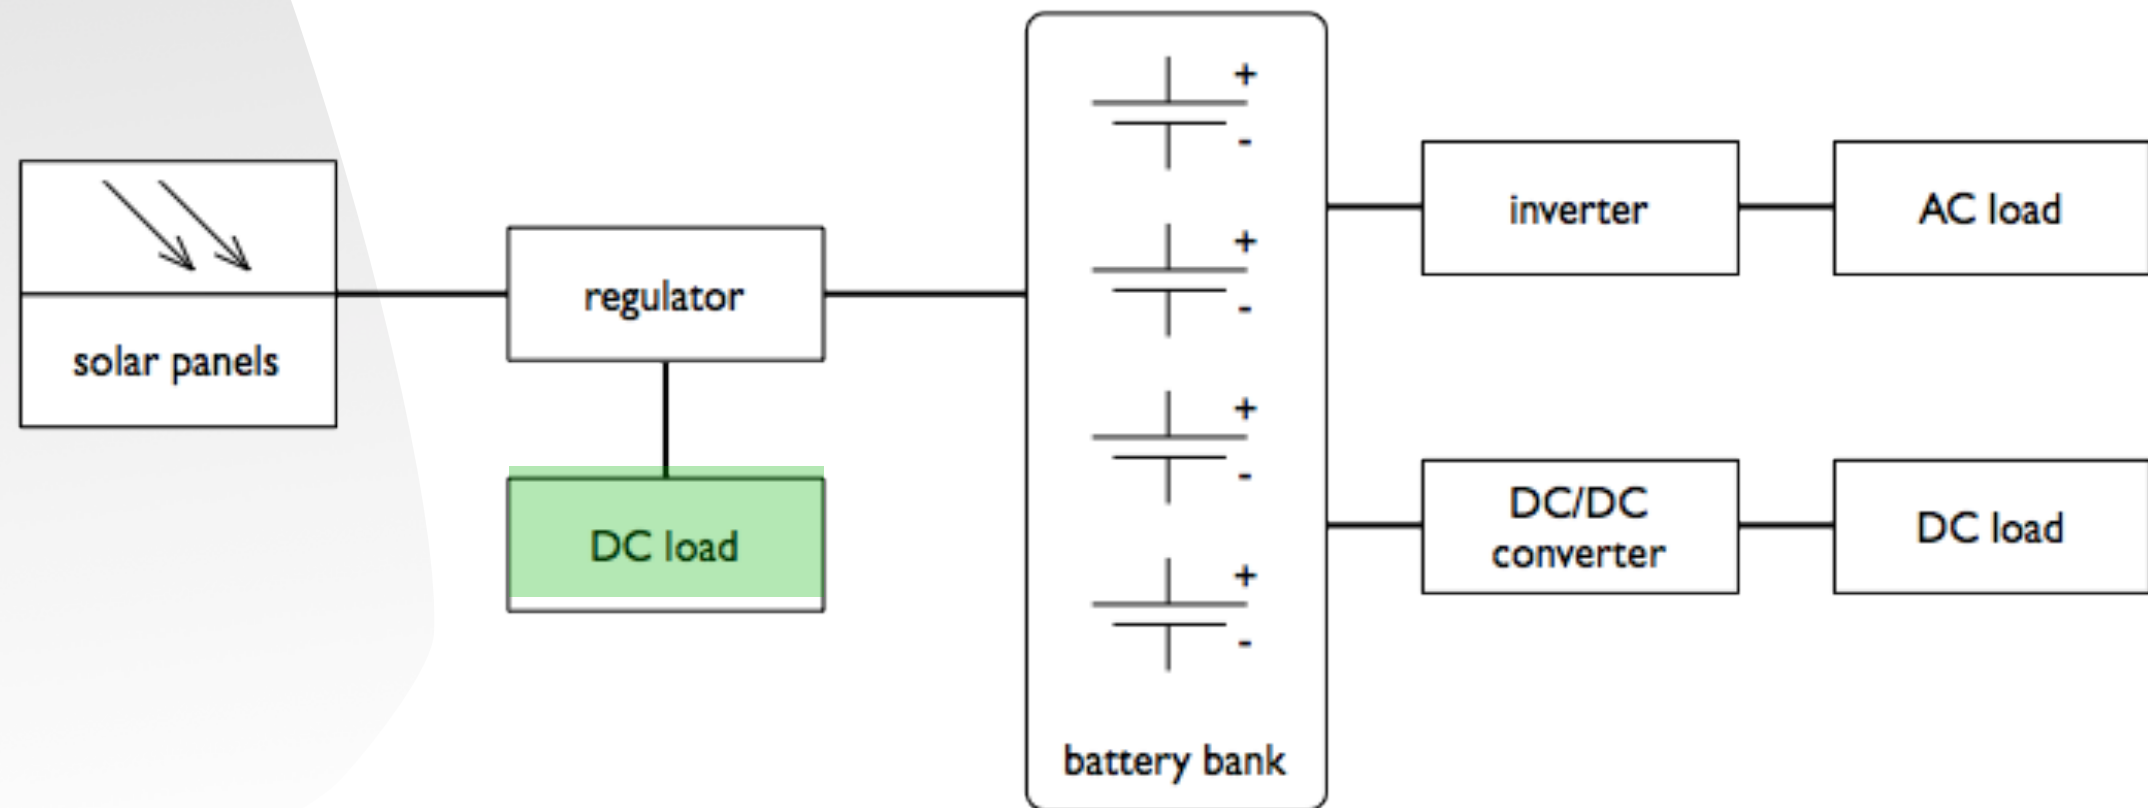 solar panels
regulator
DC load
+
-
+
-
+
-
+
-
battery bank
inverter
AC load
DC/DC
converter
DC load